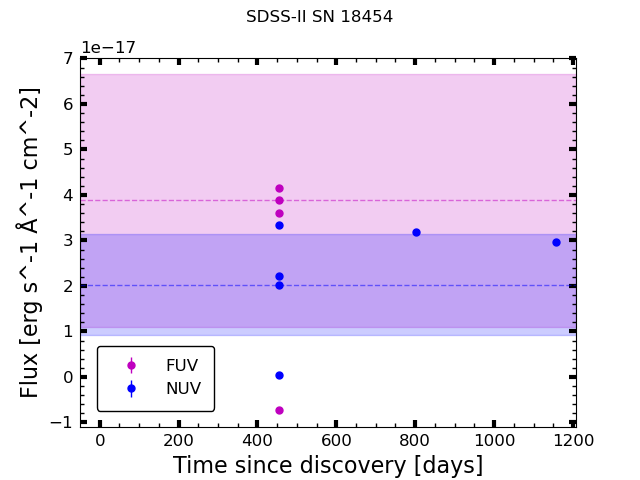 SDSS-II SN 18454
1e−17
7
6
5
4
3
2
1
0
−1
Flux [erg s^-1 Å^-1 cm^-2]
FUV
NUV
0 200 400 600 800 1000 1200
Time since discovery [days]